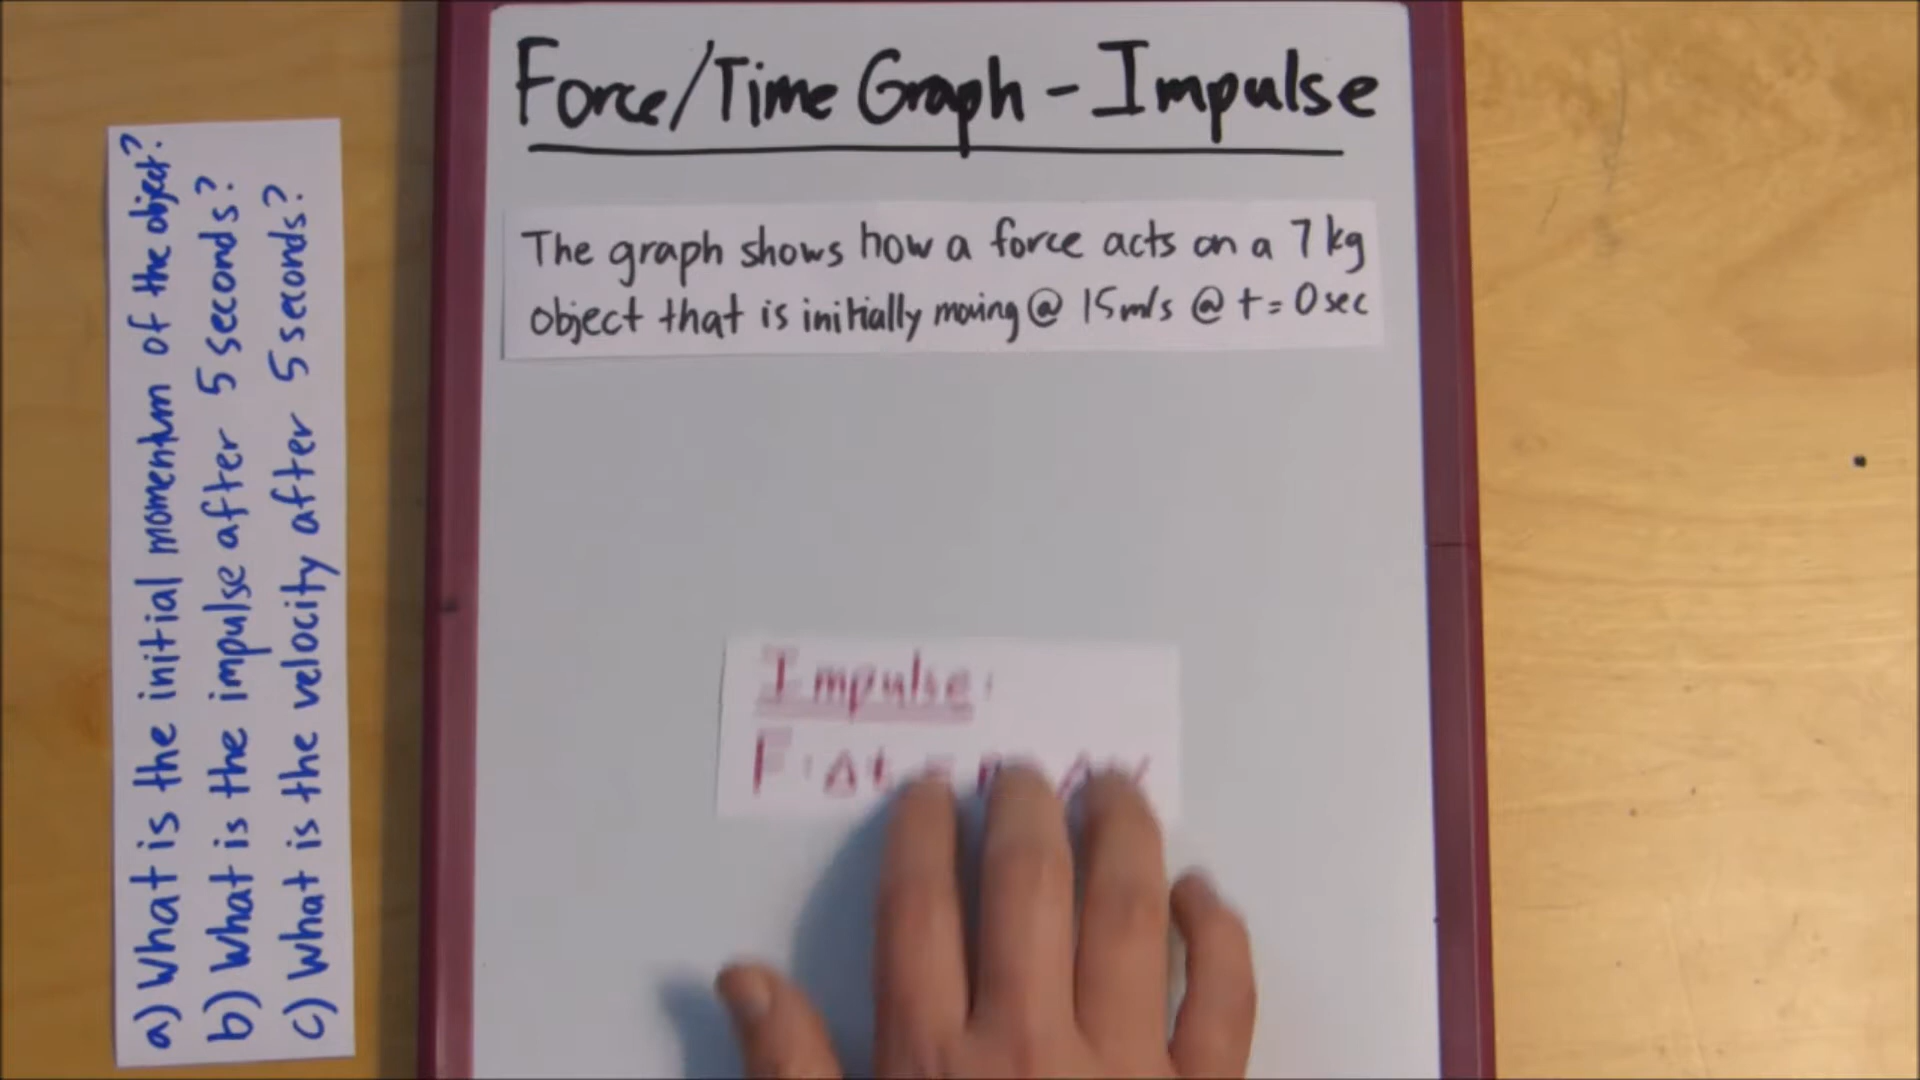 Force/Time Graph - Impulse
The graph shows how a force acts on a 7 kg
object that is initially moving @ 15m/s @ t = 0 sec
Impulse:
F · Δt = m Δv
a) What is the initial momentum of the object?
b) What is the impulse after 5 seconds?
c) What is the velocity after 5 seconds?